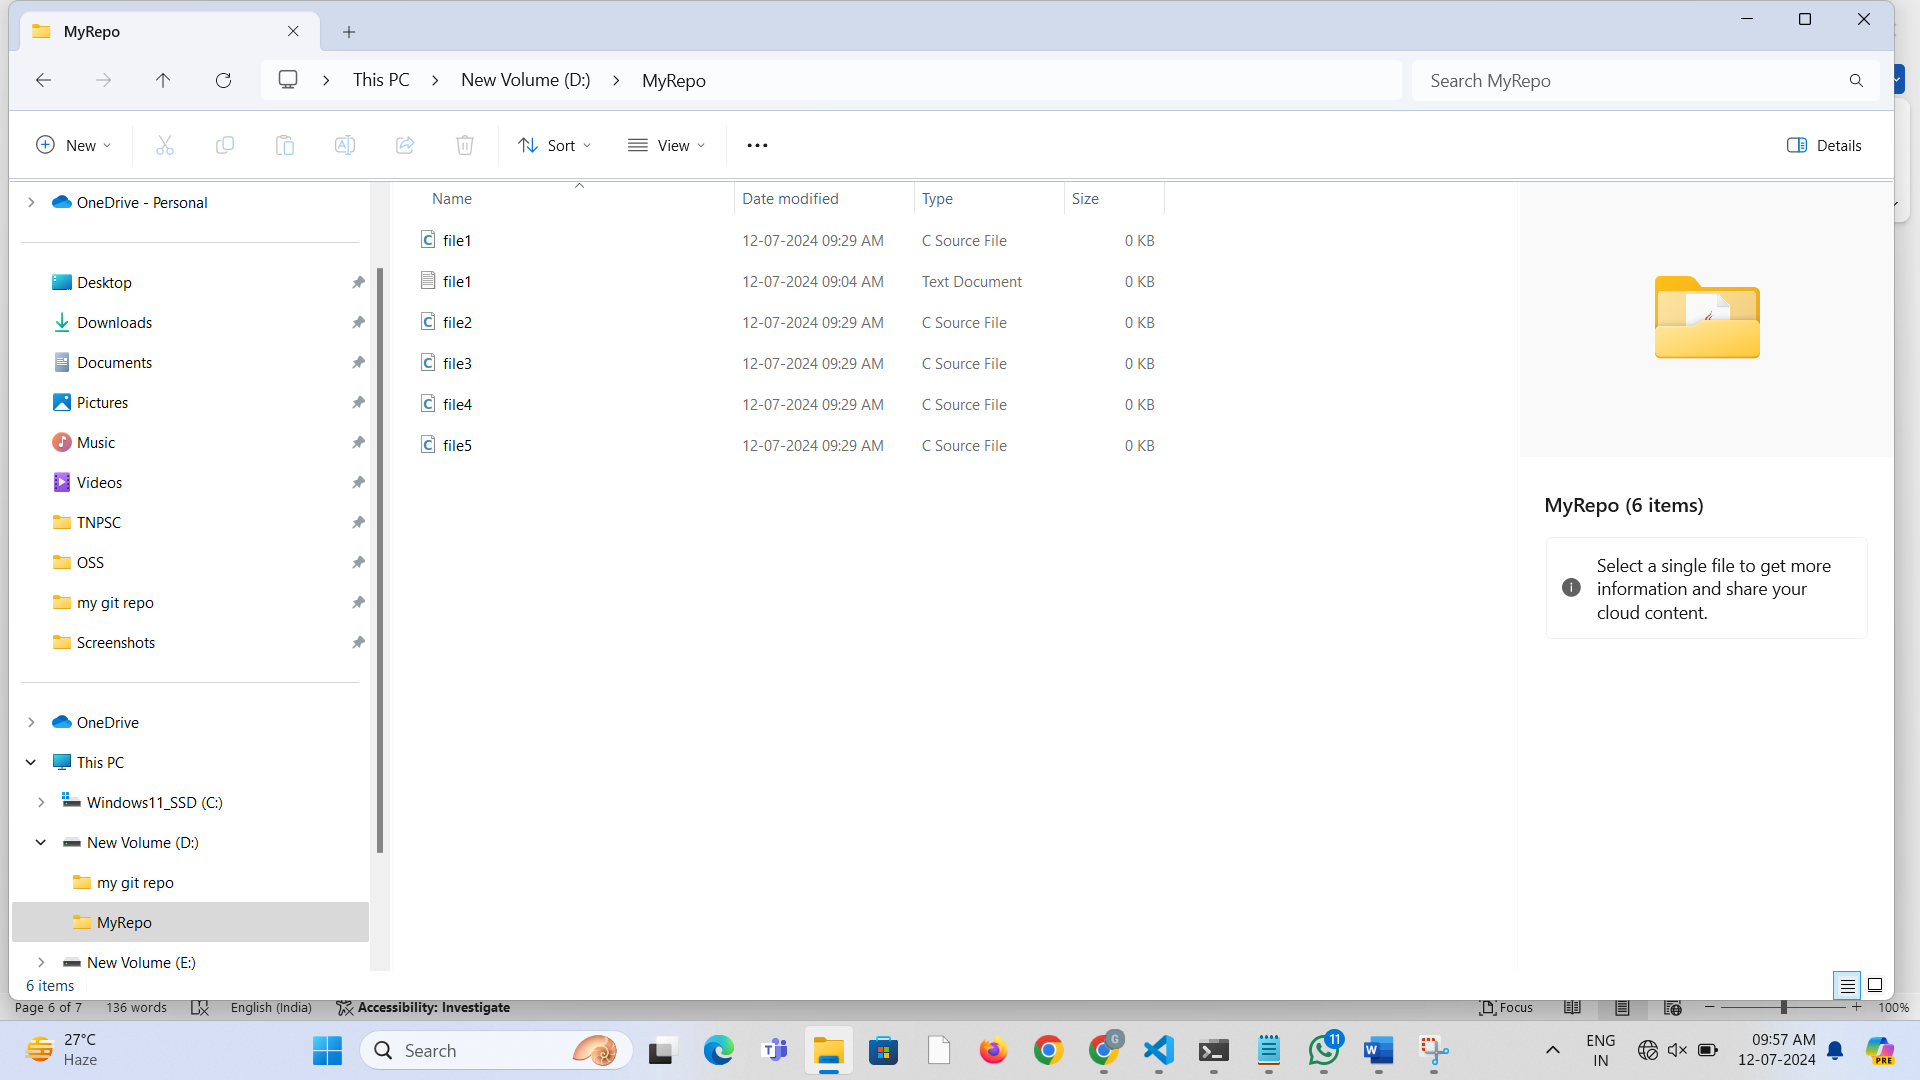 MyRepo
This PC
New Volume (D:)
MyRepo
Search MyRepo
New
Sort
View
Details
OneDrive - Personal
Desktop
Downloads
Documents
Pictures
Music
Videos
TNPSC
OSS
my git repo
Screenshots
OneDrive
This PC
Windows11_SSD (C:)
New Volume (D:)
my git repo
MyRepo
New Volume (E:)
Name Date modified Type Size
file1 12-07-2024 09:29 AM C Source File 0 KB
file1 12-07-2024 09:04 AM Text Document 0 KB
file2 12-07-2024 09:29 AM C Source File 0 KB
file3 12-07-2024 09:29 AM C Source File 0 KB
file4 12-07-2024 09:29 AM C Source File 0 KB
file5 12-07-2024 09:29 AM C Source File 0 KB
MyRepo (6 items)
Select a single file to get more
information and share your
cloud content.
6 items
Page 6 of 7 136 words English (India) Accessibility: Investigate Focus 100%
27°C
Haze
Search
G
11
ENG
IN
09:57 AM
12-07-2024
PRE